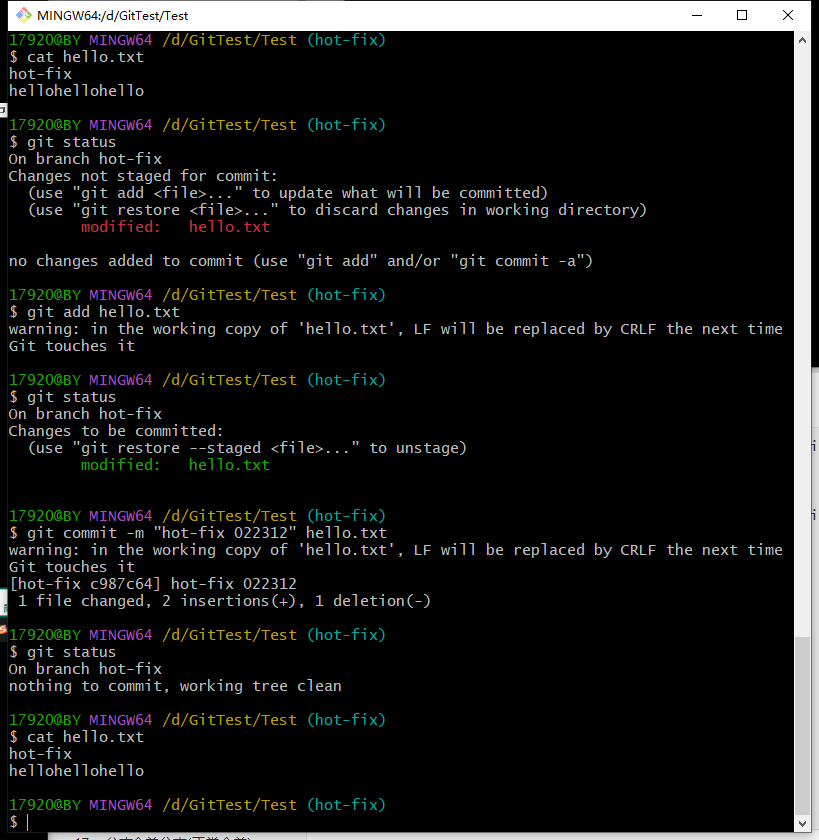 MINGW64:/d/GitTest/Test
17920@BY MINGW64 /d/GitTest/Test (hot-fix)
$ cat hello.txt
hot-fix
hellohellohello
17920@BY MINGW64 /d/GitTest/Test (hot-fix)
$ git status
On branch hot-fix
Changes not staged for commit:
  (use "git add <file>..." to update what will be committed)
  (use "git restore <file>..." to discard changes in working directory)
        modified:   hello.txt
no changes added to commit (use "git add" and/or "git commit -a")
17920@BY MINGW64 /d/GitTest/Test (hot-fix)
$ git add hello.txt
warning: in the working copy of 'hello.txt', LF will be replaced by CRLF the next time
Git touches it
17920@BY MINGW64 /d/GitTest/Test (hot-fix)
$ git status
On branch hot-fix
Changes to be committed:
  (use "git restore --staged <file>..." to unstage)
        modified:   hello.txt
17920@BY MINGW64 /d/GitTest/Test (hot-fix)
$ git commit -m "hot-fix 022312" hello.txt
warning: in the working copy of 'hello.txt', LF will be replaced by CRLF the next time
Git touches it
[hot-fix c987c64] hot-fix 022312
 1 file changed, 2 insertions(+), 1 deletion(-)
17920@BY MINGW64 /d/GitTest/Test (hot-fix)
$ git status
On branch hot-fix
nothing to commit, working tree clean
17920@BY MINGW64 /d/GitTest/Test (hot-fix)
$ cat hello.txt
hot-fix
hellohellohello
17920@BY MINGW64 /d/GitTest/Test (hot-fix)
$